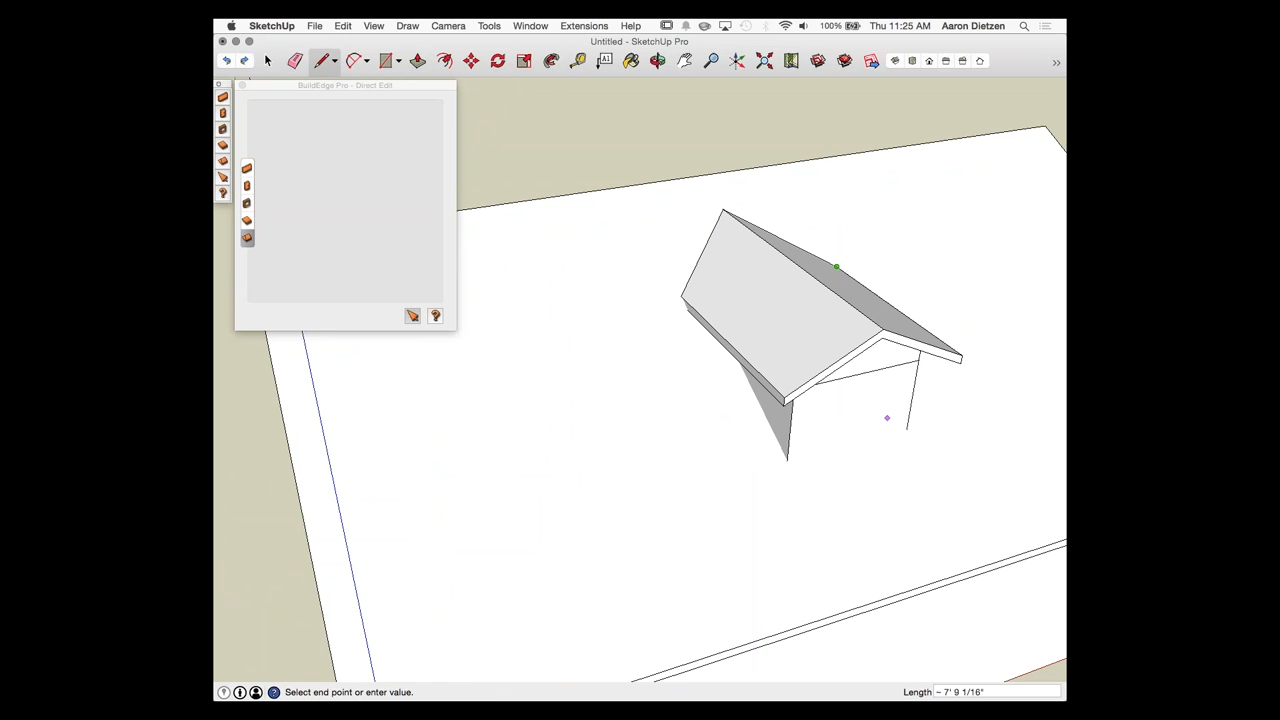 SketchUp File Edit View Draw Camera Tools Window Extensions Help 100% Thu 11:25 AM Aaron Dietzen
Untitled - SketchUp Pro
A1
BuildEdge Pro - Direct Edit
Select end point or enter value. Length ~ 7' 9 1/16"